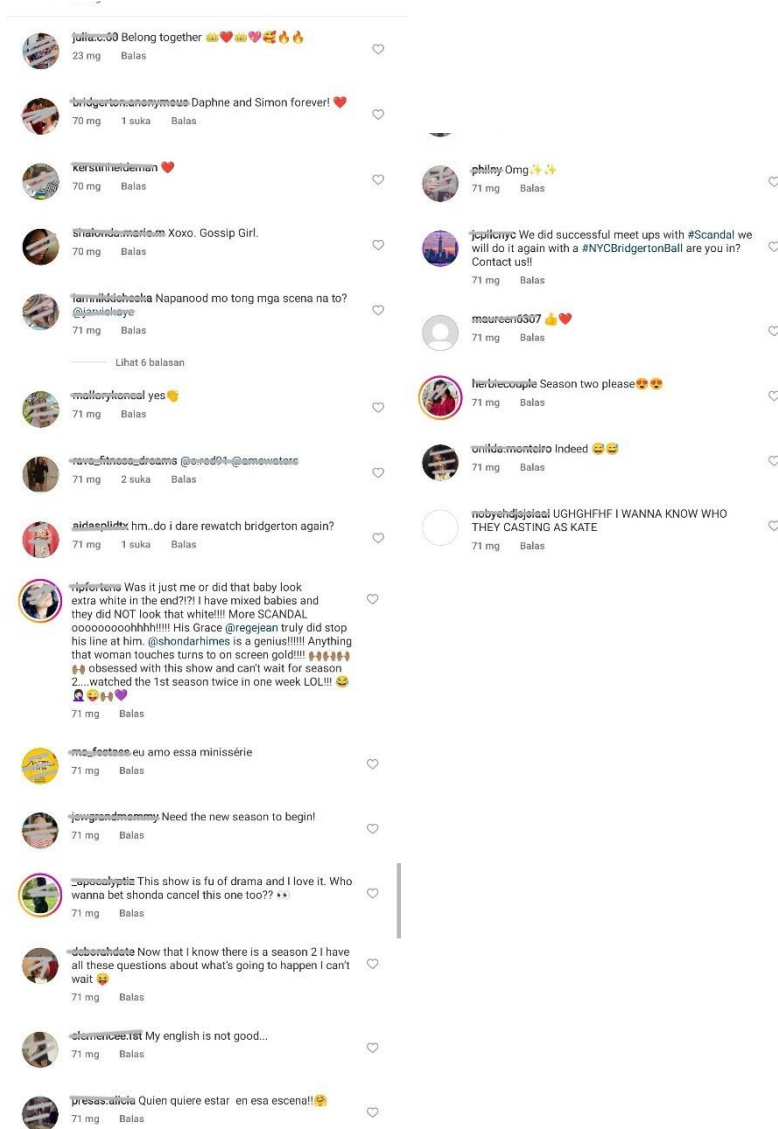 Belong together 👑❤️👑💖🥰🔥🔥
23 mg Balas
bridgerton.anonymous Daphne and Simon forever! ❤️
70 mg 1 suka Balas
❤️
70 mg Balas
shalonda.marie.m Xoxo. Gossip Girl.
70 mg Balas
Napanood mo tong mga scena na to?
71 mg Balas
Lihat 6 balasan
yes👏
71 mg Balas
71 mg 2 suka Balas
hm..do i dare rewatch bridgerton again?
71 mg 1 suka Balas
Was it just me or did that baby look
extra white in the end?!?! I have mixed babies and
they did NOT look that white!!!! More SCANDAL
ooooooooohhhh!!!!! His Grace @regejean truly did stop
his line at him. @shondarhimes is a genius!!!!!! Anything
that woman touches turns to on screen gold!!!! 🙌🏽🙌🏽🙌🏽
🙌🏽 obsessed with this show and can't wait for season
2....watched the 1st season twice in one week LOL!!! 😂
🤦🏻‍♀️😜🙌🏽💜
71 mg Balas
eu amo essa minissérie
71 mg Balas
jawgrandmommy Need the new season to begin!
71 mg Balas
_apocalyptiz This show is fu of drama and I love it. Who
wanna bet shonda cancel this one too?? 👀
71 mg Balas
deborahdate Now that I know there is a season 2 I have
all these questions about what's going to happen I can't
wait 😝
71 mg Balas
My english is not good...
71 mg Balas
presas.alicia Quien quiere estar en esa escena!!🤗
71 mg Balas
philny Omg✨✨
71 mg Balas
We did successful meet ups with #Scandal we
will do it again with a #NYCBridgertonBall are you in?
Contact us!!
71 mg Balas
maureen6307 👍❤️
71 mg Balas
herbiecouple Season two please😍😍
71 mg Balas
onilda.monteiro Indeed 😅😅
71 mg Balas
UGHGHFHF I WANNA KNOW WHO
THEY CASTING AS KATE
71 mg Balas